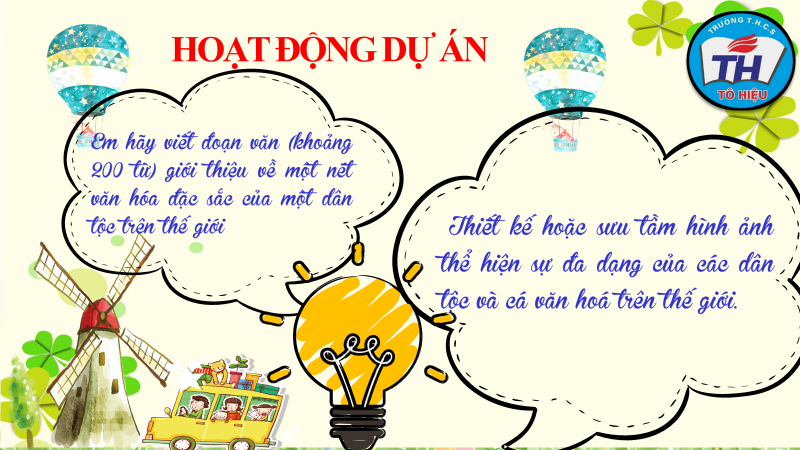 HOẠT ĐỘNG DỰ ÁN
TRƯỜNG T.H.C.S
TH
TÔ HIỆU
Em hãy viết đoạn văn (khoảng
200 từ) giới thiệu về một nét
văn hóa đặc sắc của một dân
tộc trên thế giới
Thiết kế hoặc sưu tầm hình ảnh
thể hiện sự đa dạng của các dân
tộc và cá văn hoá trên thế giới.